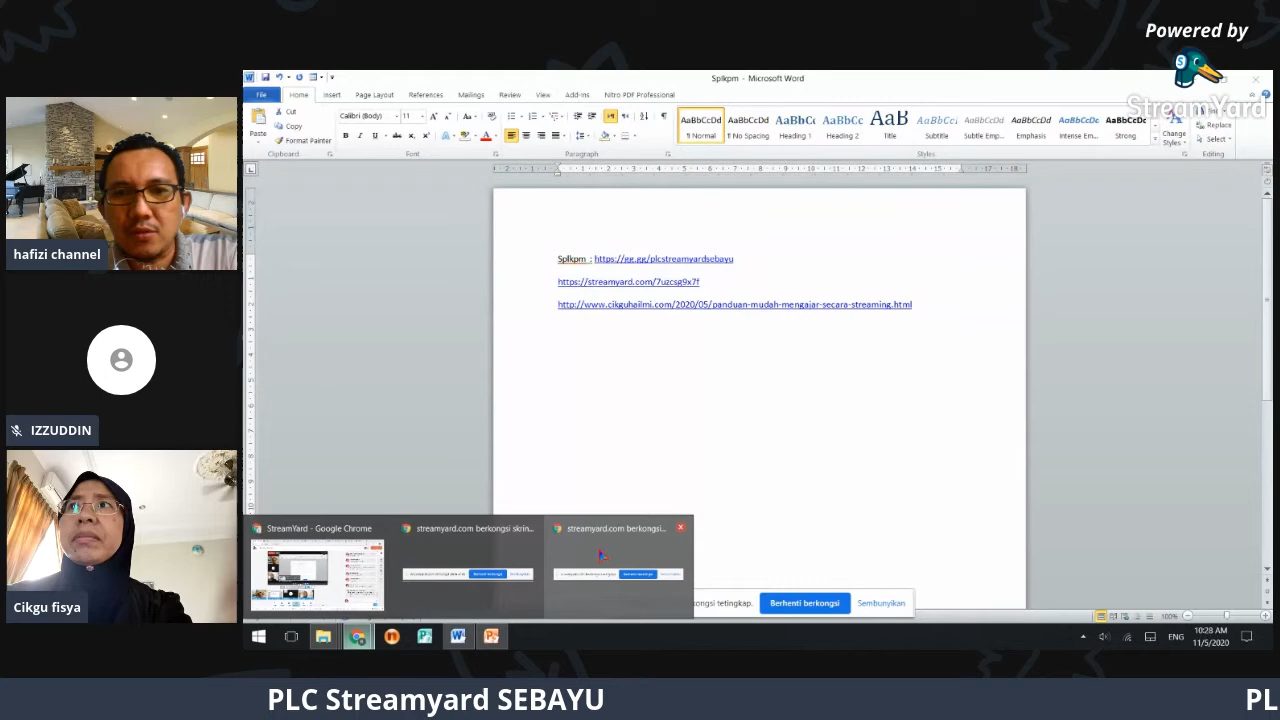 Powered by
StreamYard
Splkpm - Microsoft Word
File Home Insert Page Layout References Mailings Review View Add-Ins Nitro PDF Professional
Paste
Cut
Copy
Format Painter
Clipboard
Calibri (Body) 11
Font
Paragraph
AaBbCcDd AaBbCcDd AaBbC AaBbCc AaB AaBbCc AaBbCcDd AaBbCcDd AaBbCcDd AaBbCcDc
¶ Normal ¶ No Spacing Heading 1 Heading 2 Title Subtitle Subtle Emp... Emphasis Intense Em... Strong
Styles
Change Styles
Replace
Select
Editing
hafizi channel
IZZUDDIN
Cikgu fisya
Splkpm : https://gg.gg/plcstreamyardsebayu
https://streamyard.com/7uzcsg9x7f
http://www.cikguhailmi.com/2020/05/panduan-mudah-mengajar-secara-streaming.html
StreamYard - Google Chrome
streamyard.com berkongsi skrin...
streamyard.com berkongsi...
kongsi tetingkap.
Berhenti berkongsi
Sembunyikan
100%
ENG
10:28 AM
11/5/2020
PLC Streamyard SEBAYU
PL